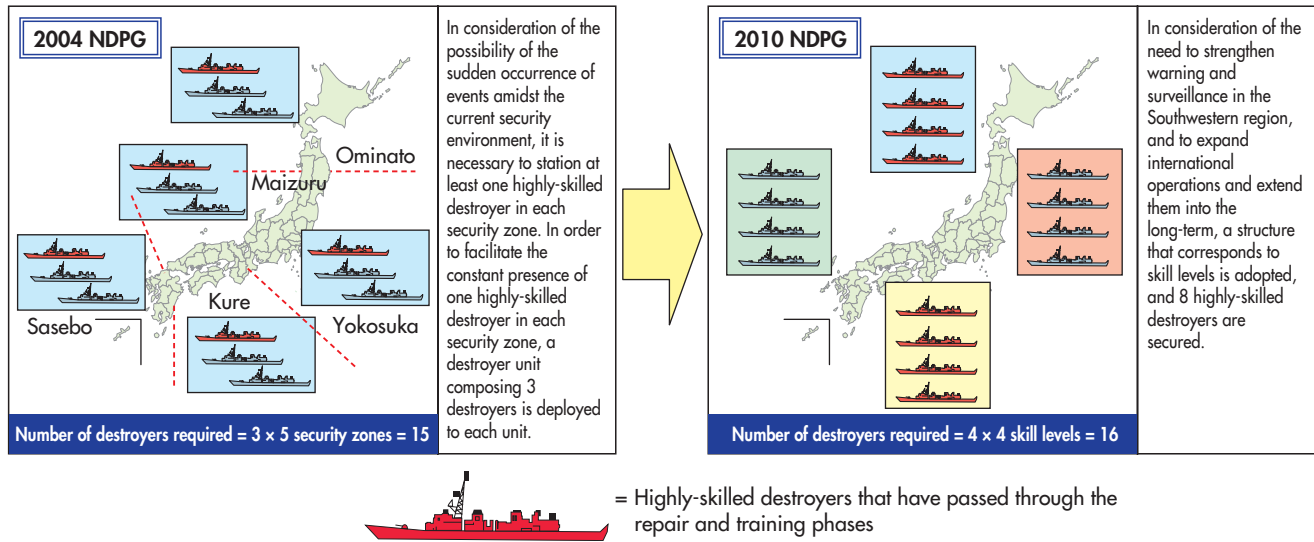 2004 NDPG
Ominato
Maizuru
Sasebo
Kure
Yokosuka
Number of destroyers required = 3 × 5 security zones = 15
In consideration of the
possibility of the
sudden occurrence of
events amidst the
current security
environment, it is
necessary to station at
least one highly-skilled
destroyer in each
security zone. In order
to facilitate the
constant presence of
one highly-skilled
destroyer in each
security zone, a
destroyer unit
composing 3
destroyers is deployed
to each unit.
2010 NDPG
Number of destroyers required = 4 × 4 skill levels = 16
In consideration of the
need to strengthen
warning and
surveillance in the
Southwestern region,
and to expand
international
operations and extend
them into the
long-term, a structure
that corresponds to
skill levels is adopted,
and 8 highly-skilled
destroyers are
secured.
= Highly-skilled destroyers that have passed through the
repair and training phases